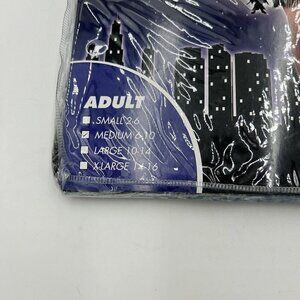 ADULT
SMALL 2-6
MEDIUM 6-10
LARGE 10-14
X-LARGE 14-16